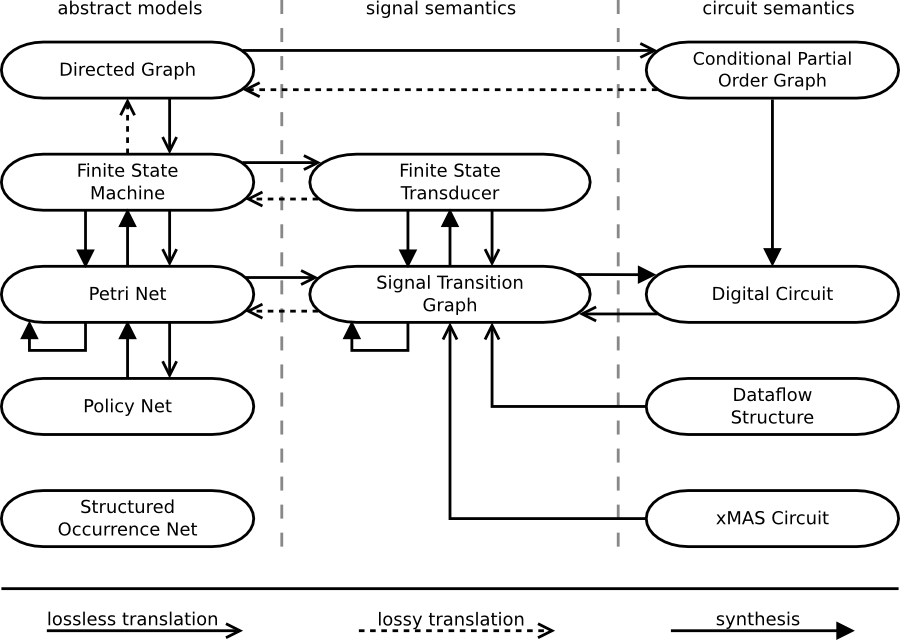 abstract models
signal semantics
circuit semantics
Directed Graph
Conditional Partial
Order Graph
Finite State
Machine
Finite State
Transducer
Petri Net
Signal Transition
Graph
Digital Circuit
Policy Net
Dataflow
Structure
Structured
Occurrence Net
xMAS Circuit
lossless translation
lossy translation
synthesis